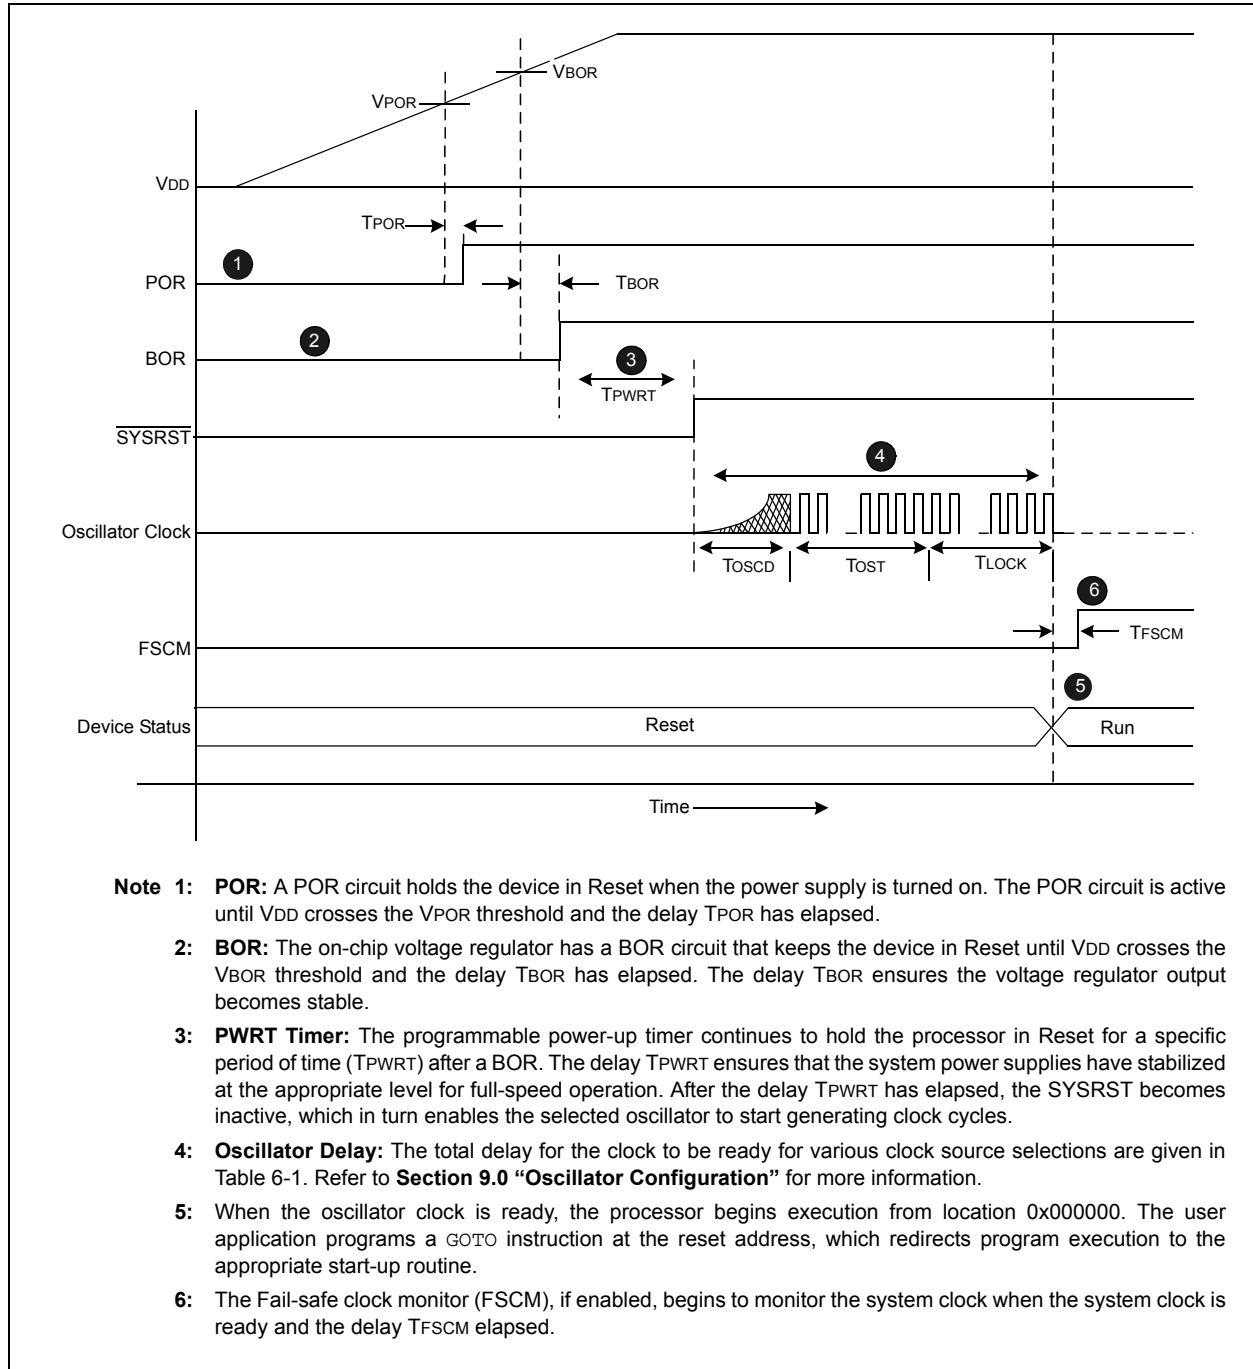 VBOR
VPOR
VDD
TPOR
1
POR
TBOR
2
BOR
3
TPWRT
SYSRST
4
Oscillator Clock
TOSCD
TOST
TLOCK
6
TFSCM
FSCM
5
Device Status
Reset
Run
Time
Note 1: POR: A POR circuit holds the device in Reset when the power supply is turned on. The POR circuit is active
until VDD crosses the VPOR threshold and the delay TPOR has elapsed.
2: BOR: The on-chip voltage regulator has a BOR circuit that keeps the device in Reset until VDD crosses the
VBOR threshold and the delay TBOR has elapsed. The delay TBOR ensures the voltage regulator output
becomes stable.
3: PWRT Timer: The programmable power-up timer continues to hold the processor in Reset for a specific
period of time (TPWRT) after a BOR. The delay TPWRT ensures that the system power supplies have stabilized
at the appropriate level for full-speed operation. After the delay TPWRT has elapsed, the SYSRST becomes
inactive, which in turn enables the selected oscillator to start generating clock cycles.
4: Oscillator Delay: The total delay for the clock to be ready for various clock source selections are given in
Table 6-1. Refer to Section 9.0 “Oscillator Configuration” for more information.
5: When the oscillator clock is ready, the processor begins execution from location 0x000000. The user
application programs a GOTO instruction at the reset address, which redirects program execution to the
appropriate start-up routine.
6: The Fail-safe clock monitor (FSCM), if enabled, begins to monitor the system clock when the system clock is
ready and the delay TFSCM elapsed.